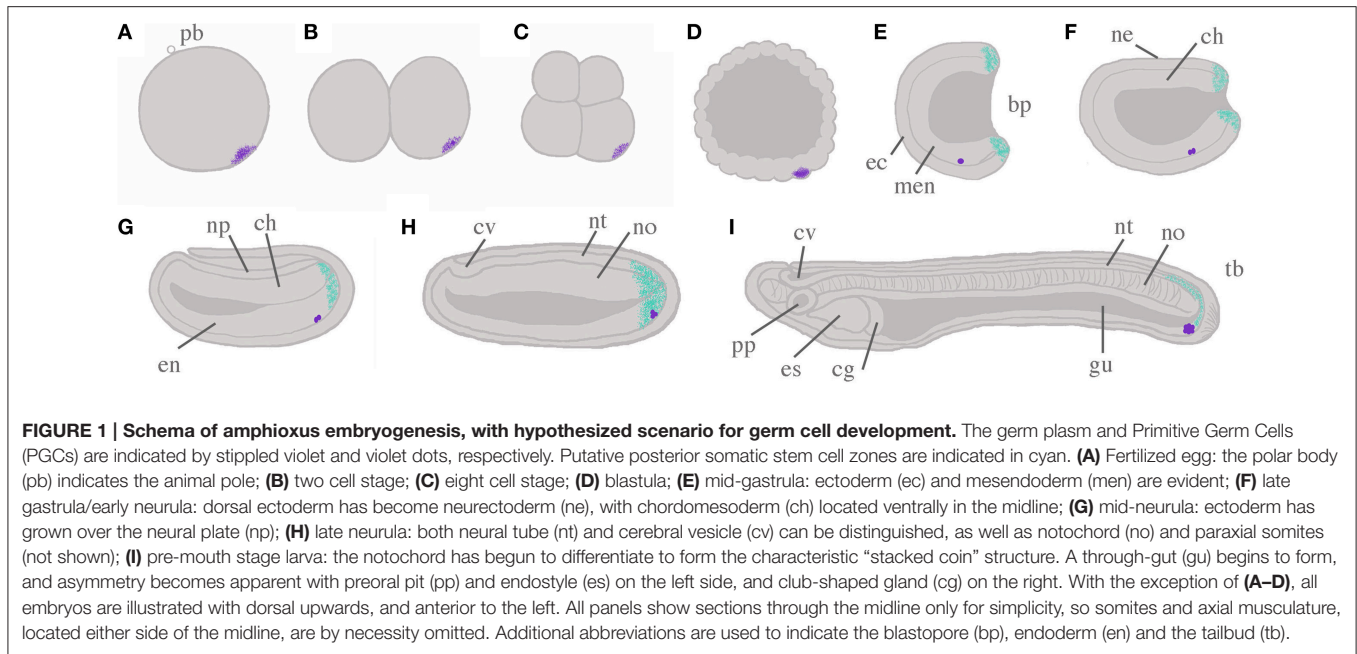 A pb B C D E bp F ne ch
ec men
G np ch H cv nt no I cv nt no tb
en pp es cg gu
FIGURE 1 | Schema of amphioxus embryogenesis, with hypothesized scenario for germ cell development. The germ plasm and Primitive Germ Cells
(PGCs) are indicated by stippled violet and violet dots, respectively. Putative posterior somatic stem cell zones are indicated in cyan. (A) Fertilized egg: the polar body
(pb) indicates the animal pole; (B) two cell stage; (C) eight cell stage; (D) blastula; (E) mid-gastrula: ectoderm (ec) and mesendoderm (men) are evident; (F) late
gastrula/early neurula: dorsal ectoderm has become neurectoderm (ne), with chordomesoderm (ch) located ventrally in the midline; (G) mid-neurula: ectoderm has
grown over the neural plate (np); (H) late neurula: both neural tube (nt) and cerebral vesicle (cv) can be distinguished, as well as notochord (no) and paraxial somites
(not shown); (I) pre-mouth stage larva: the notochord has begun to differentiate to form the characteristic “stacked coin” structure. A through-gut (gu) begins to form,
and asymmetry becomes apparent with preoral pit (pp) and endostyle (es) on the left side, and club-shaped gland (cg) on the right. With the exception of (A–D), all
embryos are illustrated with dorsal upwards, and anterior to the left. All panels show sections through the midline only for simplicity, so somites and axial musculature,
located either side of the midline, are by necessity omitted. Additional abbreviations are used to indicate the blastopore (bp), endoderm (en) and the tailbud (tb).